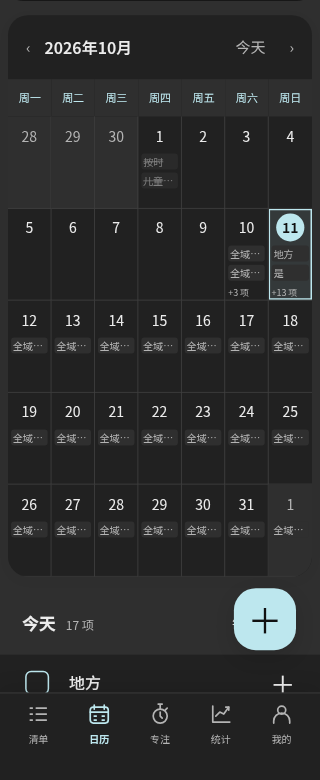 ‹ 2026年10月 今天 ›
周一 周二 周三 周四 周五 周六 周日
28 29 30 1 2 3 4
按时
儿童…
5 6 7 8 9 10 11
全域… 地方
全域… 是
+3 项 +13 项
12 13 14 15 16 17 18
全域… 全域… 全域… 全域… 全域… 全域… 全域…
19 20 21 22 23 24 25
全域… 全域… 全域… 全域… 全域… 全域… 全域…
26 27 28 29 30 31 1
全域… 全域… 全域… 全域… 全域… 全域… 全域…
今天 17 项
地方
清单 日历 专注 统计 我的